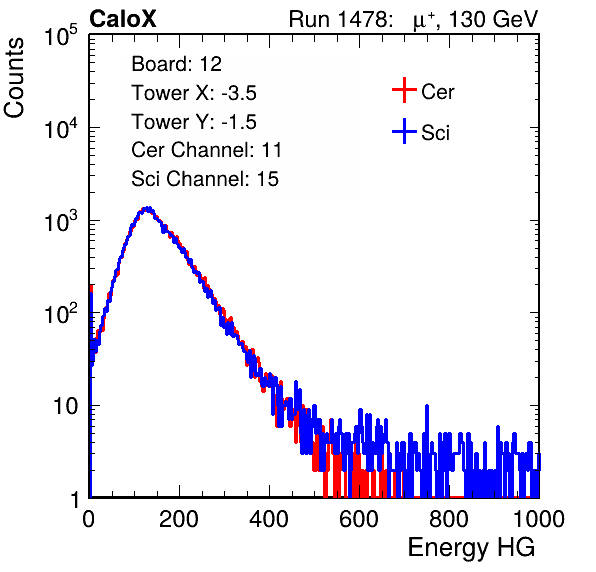 CaloX Run 1478: μ⁺, 130 GeV
Counts
10⁵
10⁴
10³
10²
10
1
Board: 12
Tower X: -3.5
Tower Y: -1.5
Cer Channel: 11
Sci Channel: 15
Cer
Sci
0 200 400 600 800 1000
Energy HG